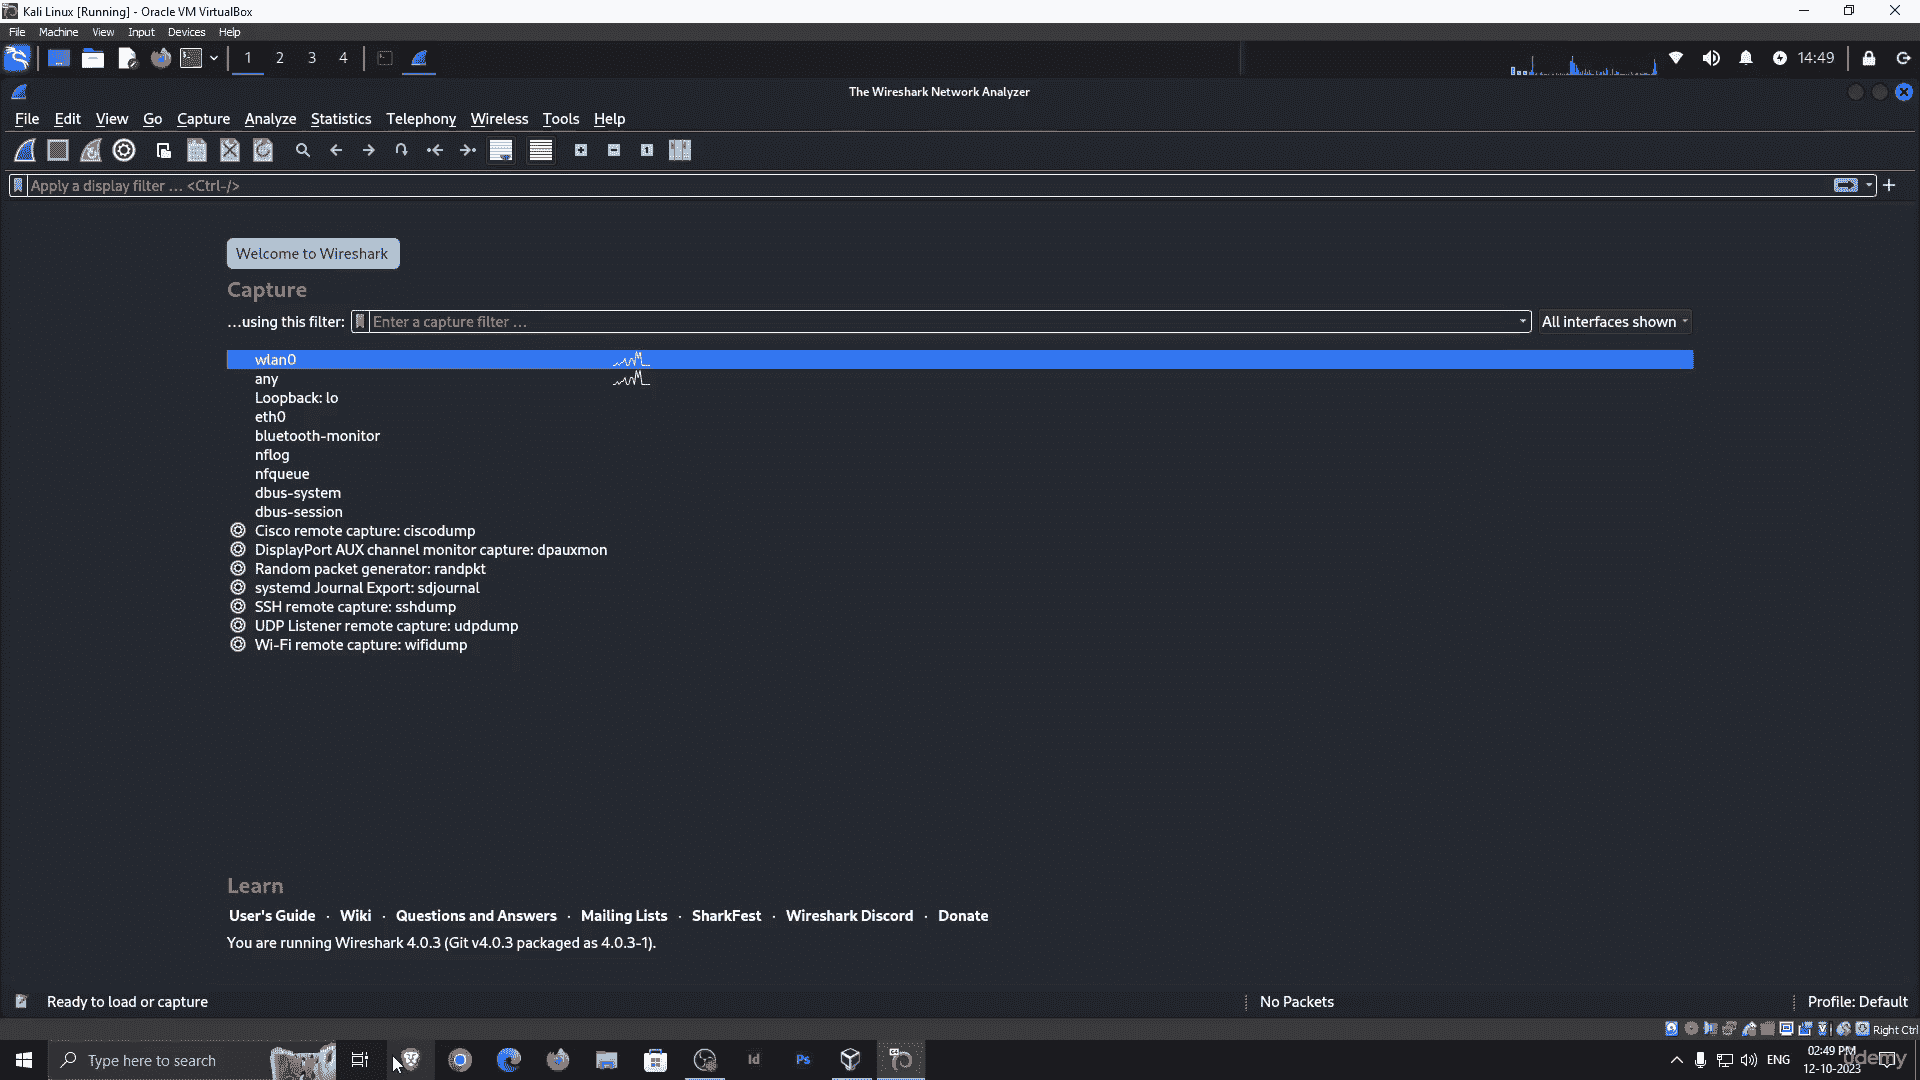 Kali Linux [Running] - Oracle VM VirtualBox
File Machine View Input Devices Help
1 2 3 4 14:49
The Wireshark Network Analyzer
File Edit View Go Capture Analyze Statistics Telephony Wireless Tools Help
Apply a display filter … <Ctrl-/>
Welcome to Wireshark
Capture
…using this filter: Enter a capture filter … All interfaces shown
wlan0
any
Loopback: lo
eth0
bluetooth-monitor
nflog
nfqueue
dbus-system
dbus-session
Cisco remote capture: ciscodump
DisplayPort AUX channel monitor capture: dpauxmon
Random packet generator: randpkt
systemd Journal Export: sdjournal
SSH remote capture: sshdump
UDP Listener remote capture: udpdump
Wi-Fi remote capture: wifidump
Learn
User's Guide · Wiki · Questions and Answers · Mailing Lists · SharkFest · Wireshark Discord · Donate
You are running Wireshark 4.0.3 (Git v4.0.3 packaged as 4.0.3-1).
Ready to load or capture No Packets Profile: Default
Right Ctrl
Type here to search Id Ps ENG 02:49 PM
12-10-2023
udemy